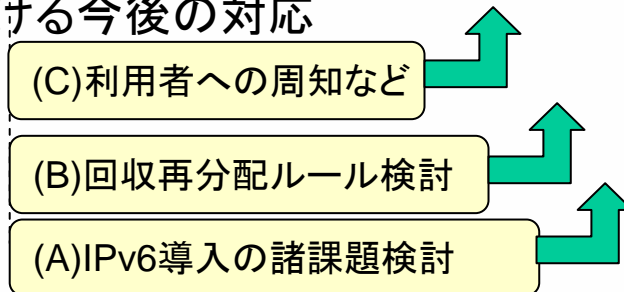 ける今後の対応
(C)利用者への周知など
(B)回収再分配ルール検討
(A)IPv6導入の諸課題検討